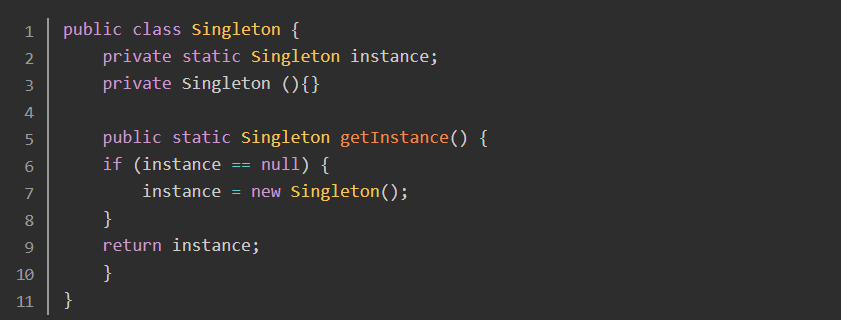 1 public class Singleton {
2     private static Singleton instance;
3     private Singleton (){}
4
5     public static Singleton getInstance() {
6     if (instance == null) {
7         instance = new Singleton();
8     }
9     return instance;
10     }
11 }